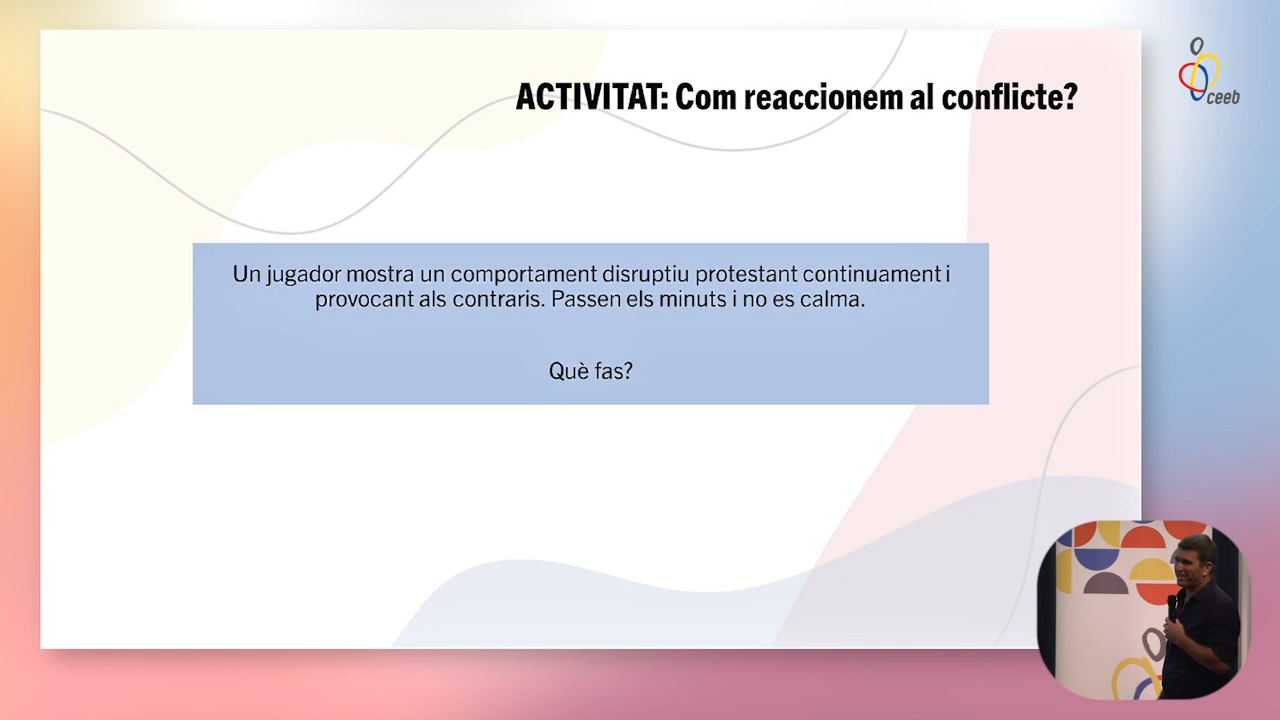 ACTIVITAT: Com reaccionem al conflicte?
ceeb
Un jugador mostra un comportament disruptiu protestant contínuament i
provocant als contraris. Passen els minuts i no es calma.
Què fas?